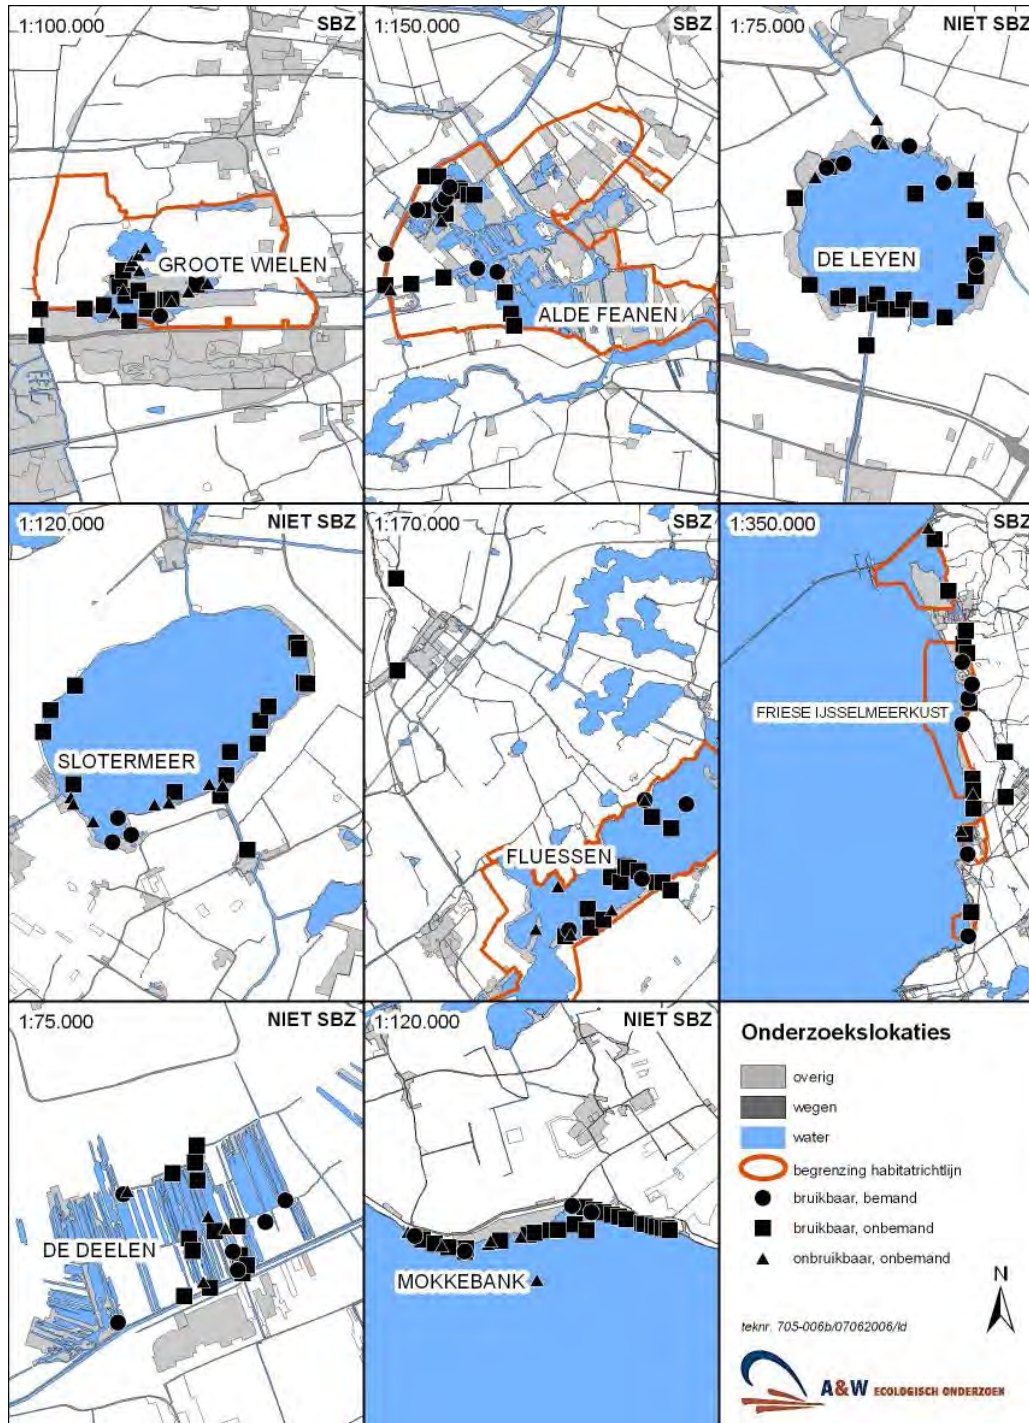 1:100.000 SBZ
GROOTE WIELEN
1:150.000 SBZ
ALDE FEANEN
1:75.000 NIET SBZ
DE LEYEN
1:120.000 NIET SBZ
SLOTERMEER
1:170.000 SBZ
FLUESSEN
1:350.000 SBZ
FRIESE IJSSELMEERKUST
1:75.000 NIET SBZ
DE DEELEN
1:120.000 NIET SBZ
MOKKEBANK
Onderzoekslokaties
overig
wegen
water
begrenzing habitatrichtlijn
bruikbaar, bemand
bruikbaar, onbemand
onbruikbaar, onbemand
N
teknr. 705-006b/07062006/ld
A&W ECOLOGISCH ONDERZOEK